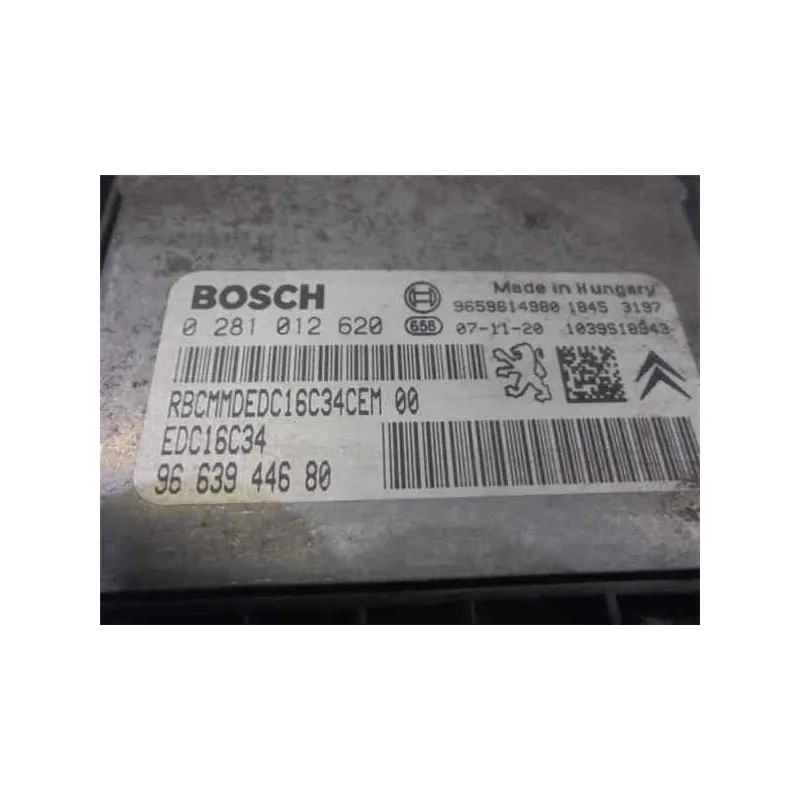 BOSCH
Made in Hungary
9659814980 1845 3197
0 281 012 620
658
07-11-20 1039S18943
RBCMMDEDC16C34CEM 00
EDC16C34
96 639 446 80